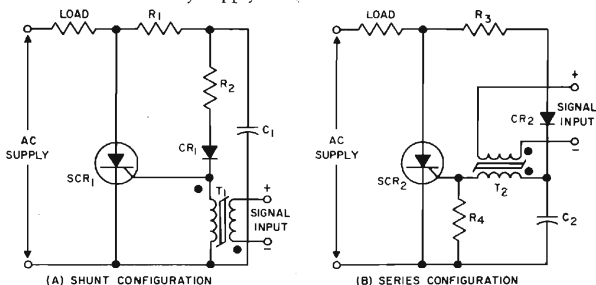 LOAD R1
R2
C1
CR1
AC SUPPLY
SCR1
T1
+
SIGNAL INPUT
−
(A) SHUNT CONFIGURATION
LOAD R3
+
CR2
SIGNAL INPUT
−
AC SUPPLY
SCR2
T2
R4
C2
(B) SERIES CONFIGURATION